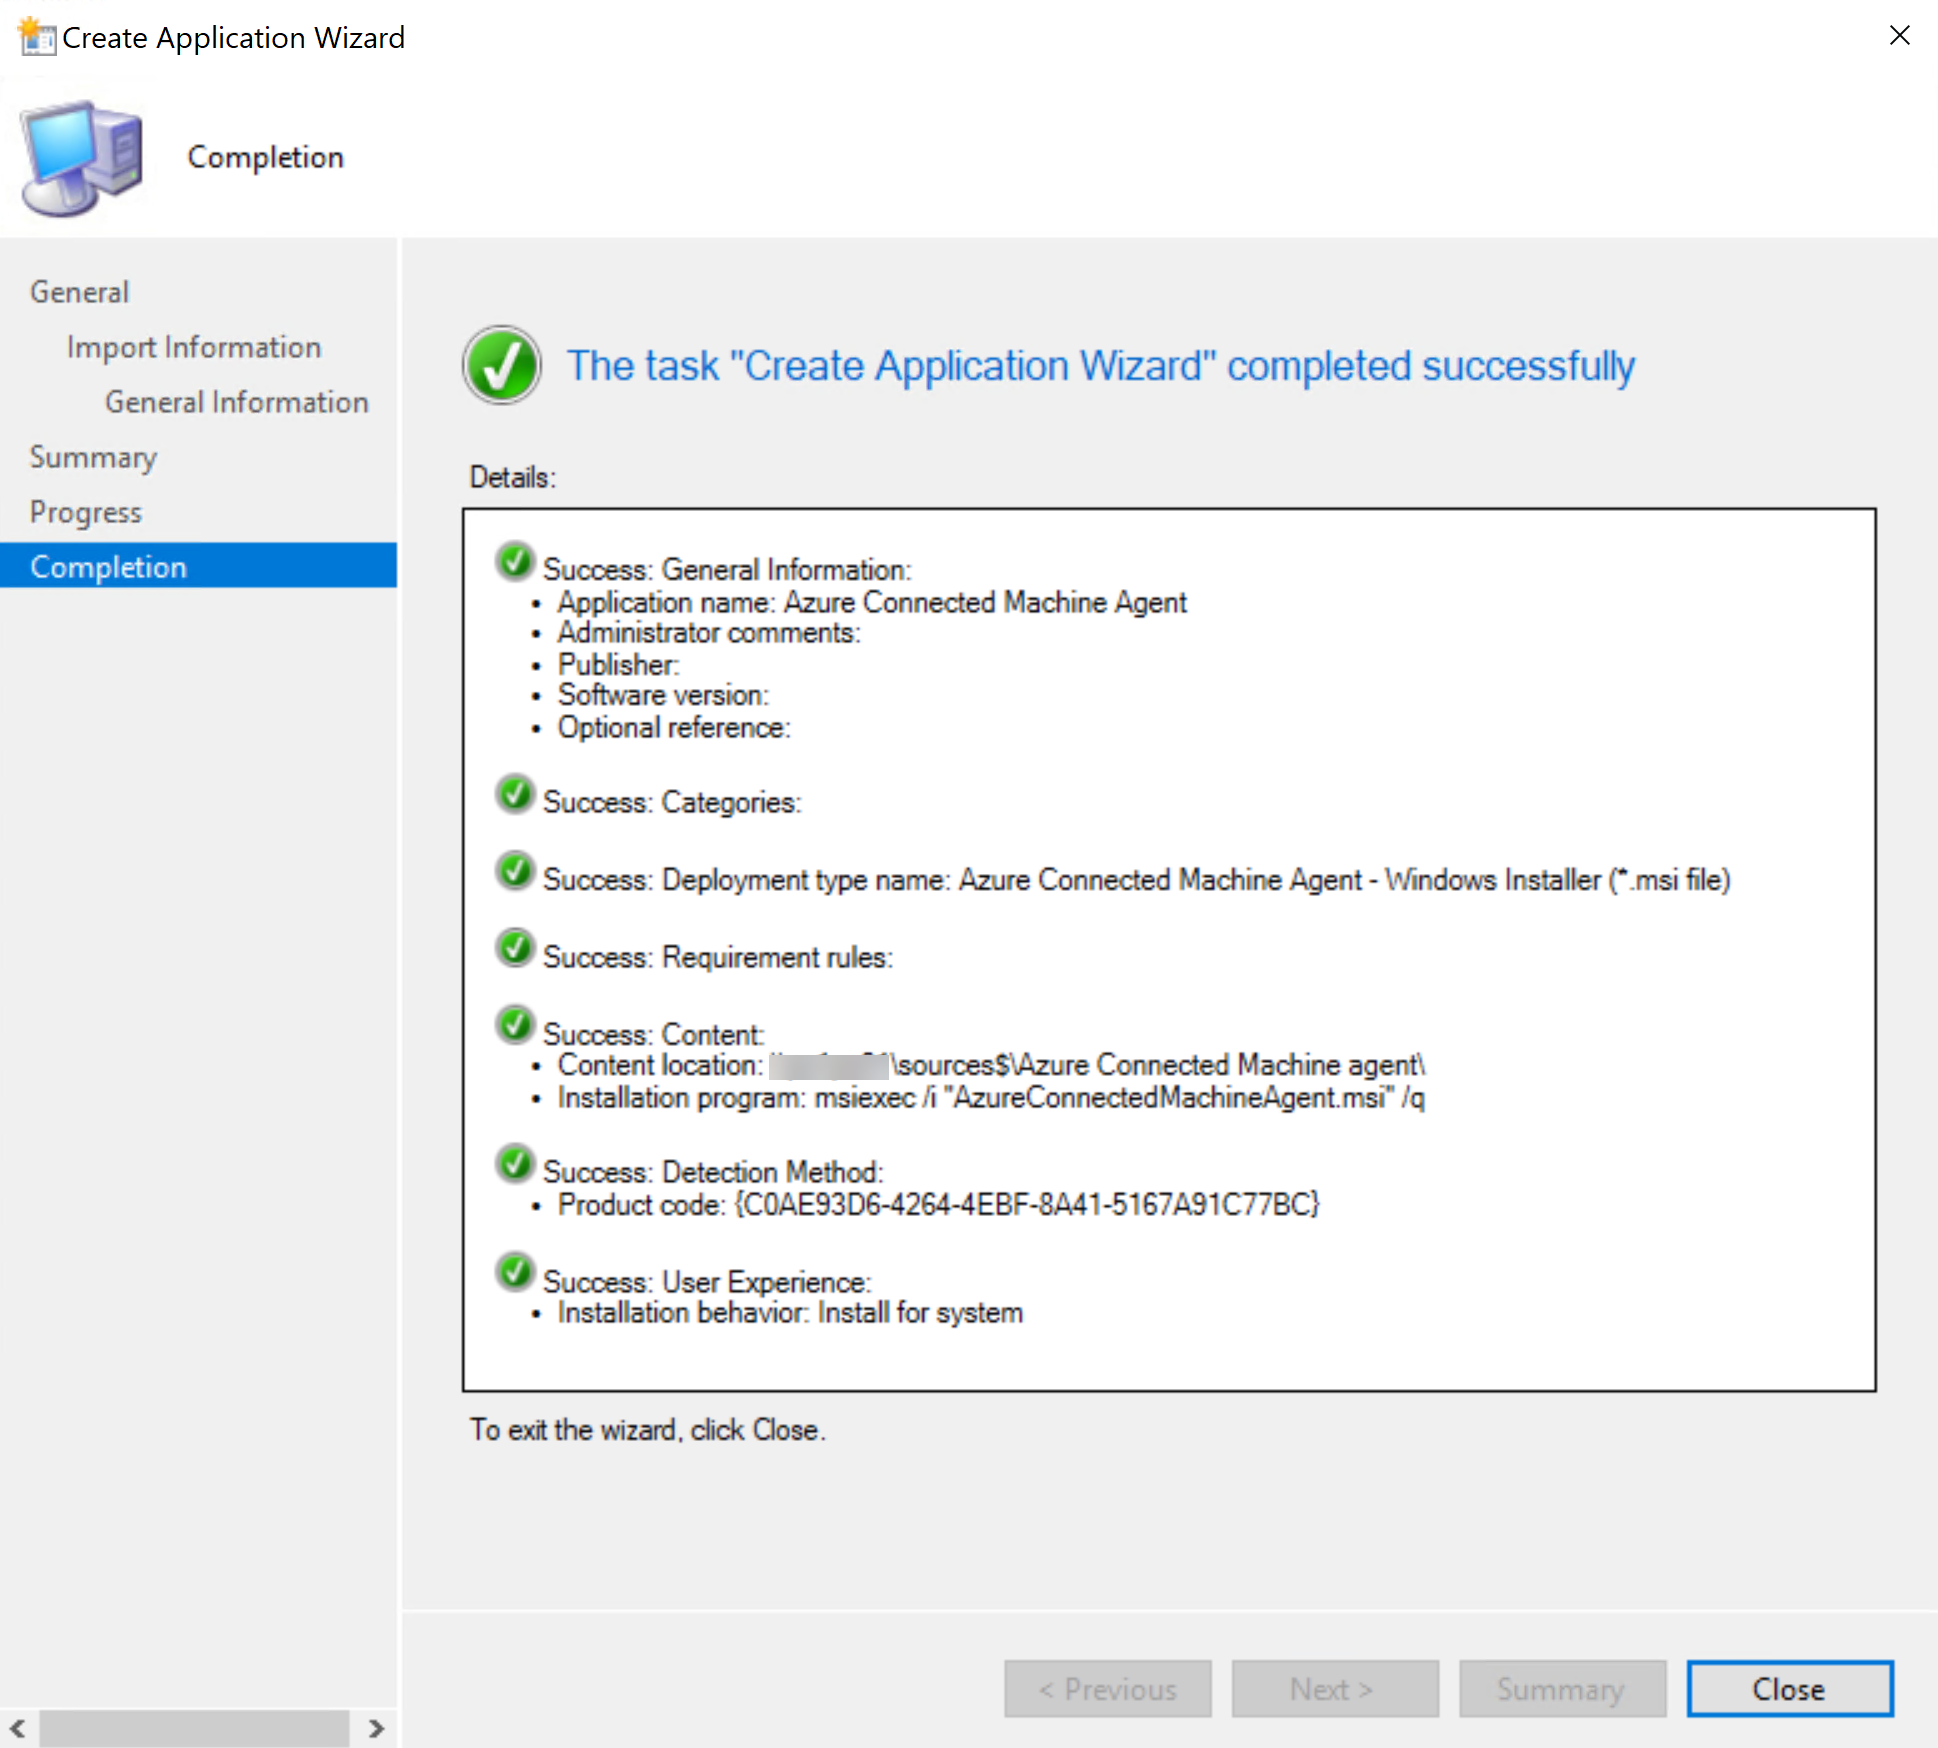 Create Application Wizard
Completion
General
Import Information
General Information
Summary
Progress
Completion
The task "Create Application Wizard" completed successfully
Details:
Success: General Information:
• Application name: Azure Connected Machine Agent
• Administrator comments:
• Publisher:
• Software version:
• Optional reference:
Success: Categories:
Success: Deployment type name: Azure Connected Machine Agent - Windows Installer (*.msi file)
Success: Requirement rules:
Success: Content:
• Content location: \sources$\Azure Connected Machine agent\
• Installation program: msiexec /i "AzureConnectedMachineAgent.msi" /q
Success: Detection Method:
• Product code: {C0AE93D6-4264-4EBF-8A41-5167A91C77BC}
Success: User Experience:
• Installation behavior: Install for system
To exit the wizard, click Close.
< Previous
Next >
Summary
Close